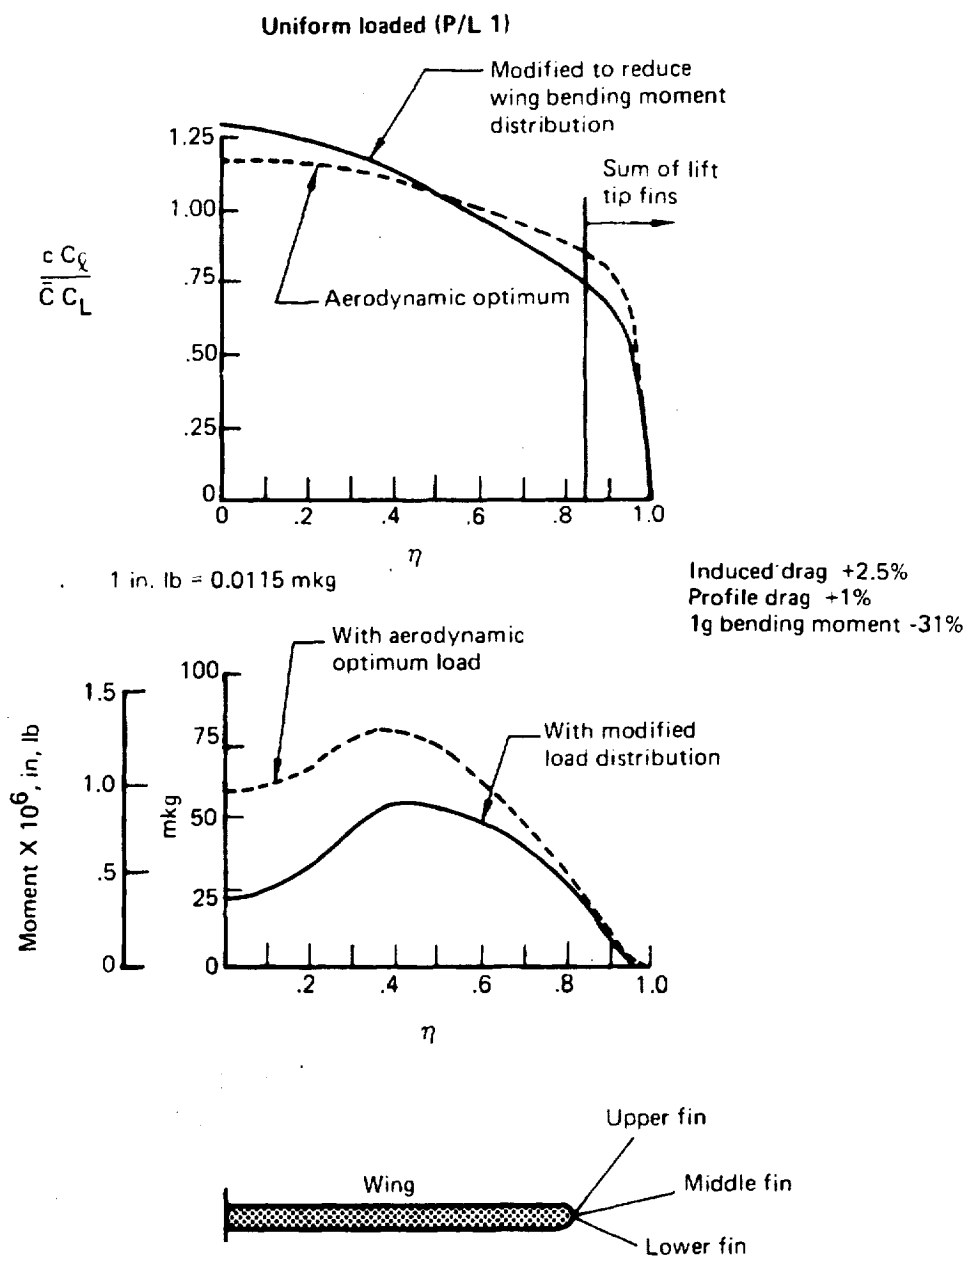 Uniform loaded (P/L 1)
Modified to reduce
wing bending moment
distribution
Sum of lift
tip fins
1.25
1.00
.75
.50
.25
0
c Cℓ
C̄ CL
Aerodynamic optimum
0 .2 .4 .6 .8 1.0
η
1 in. lb = 0.0115 mkg
Induced drag +2.5%
Profile drag +1%
1g bending moment -31%
With aerodynamic
optimum load
With modified
load distribution
Moment X 10⁶, in, lb
1.5
1.0
.5
0
mkg
100
75
50
25
0
.2 .4 .6 .8 1.0
η
Upper fin
Wing
Middle fin
Lower fin